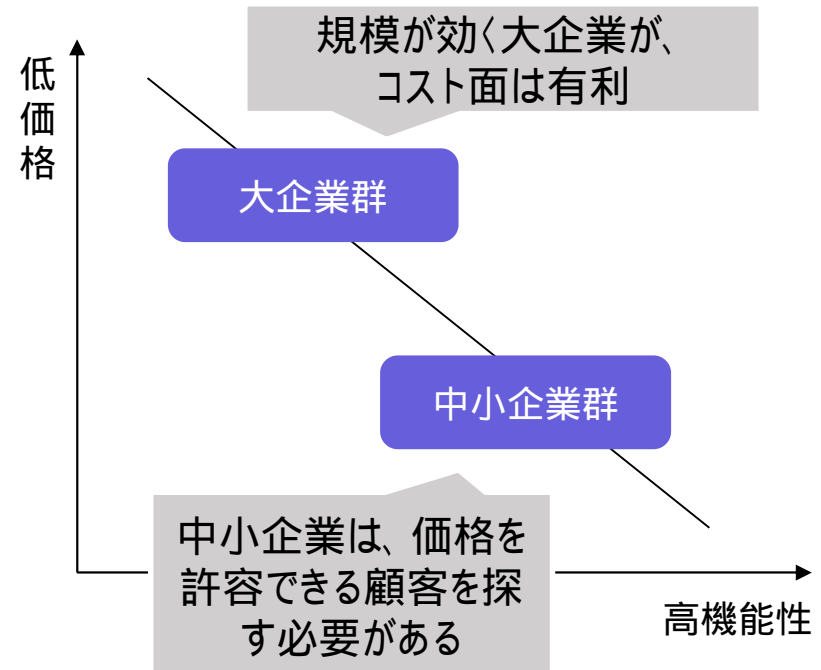 規模が効く大企業が、
コスト面は有利
低価格
大企業群
中小企業群
中小企業は、価格を
許容できる顧客を探
す必要がある
高機能性